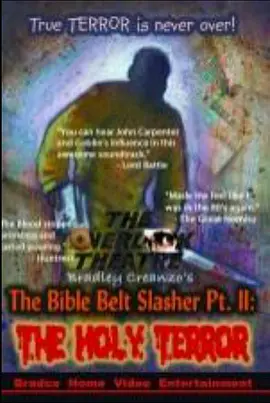 True TERROR is never over!
"You can hear John Carpenter
and Goblin's influence in this
awesome soundtrack."
- Lord Battle
"Made me feel like I
was in the 80's again."
The Blood
and
THE
OVERLOOK
THEATRE
Bradley Creanzo's
The Bible Belt Slasher Pt. II:
THE HOLY TERROR
Bradco Home Video Entertainment